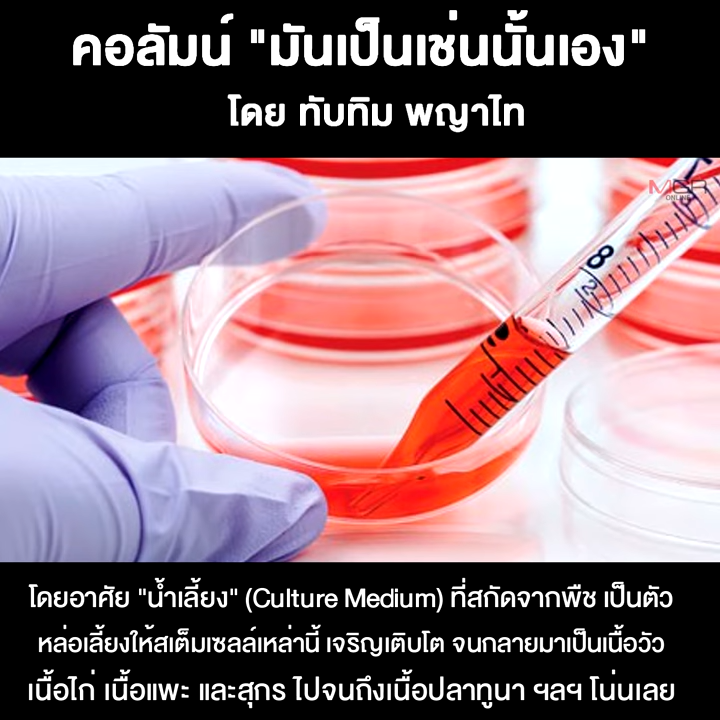 คอลัมน์ "มันเป็นเช่นนั้นเอง"
โดย ทับทิม พญาไท
MGR
ONLINE
8
โดยอาศัย "น้ำเลี้ยง" (Culture Medium) ที่สกัดจากพืช เป็นตัว
หล่อเลี้ยงให้สเต็มเซลล์เหล่านี้ เจริญเติบโต จนกลายมาเป็นเนื้อวัว
เนื้อไก่ เนื้อแพะ และสุกร ไปจนถึงเนื้อปลาทูนา ฯลฯ โน่นเลย